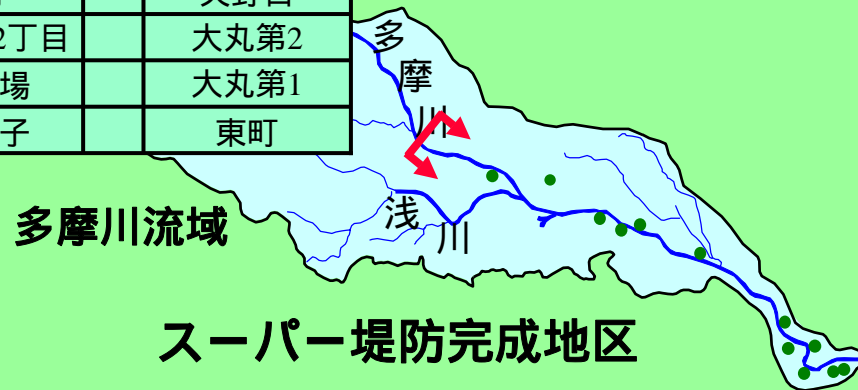 2丁目 大丸第2
場 大丸第1
子 東町
多摩川
浅川
多摩川流域
スーパー堤防完成地区